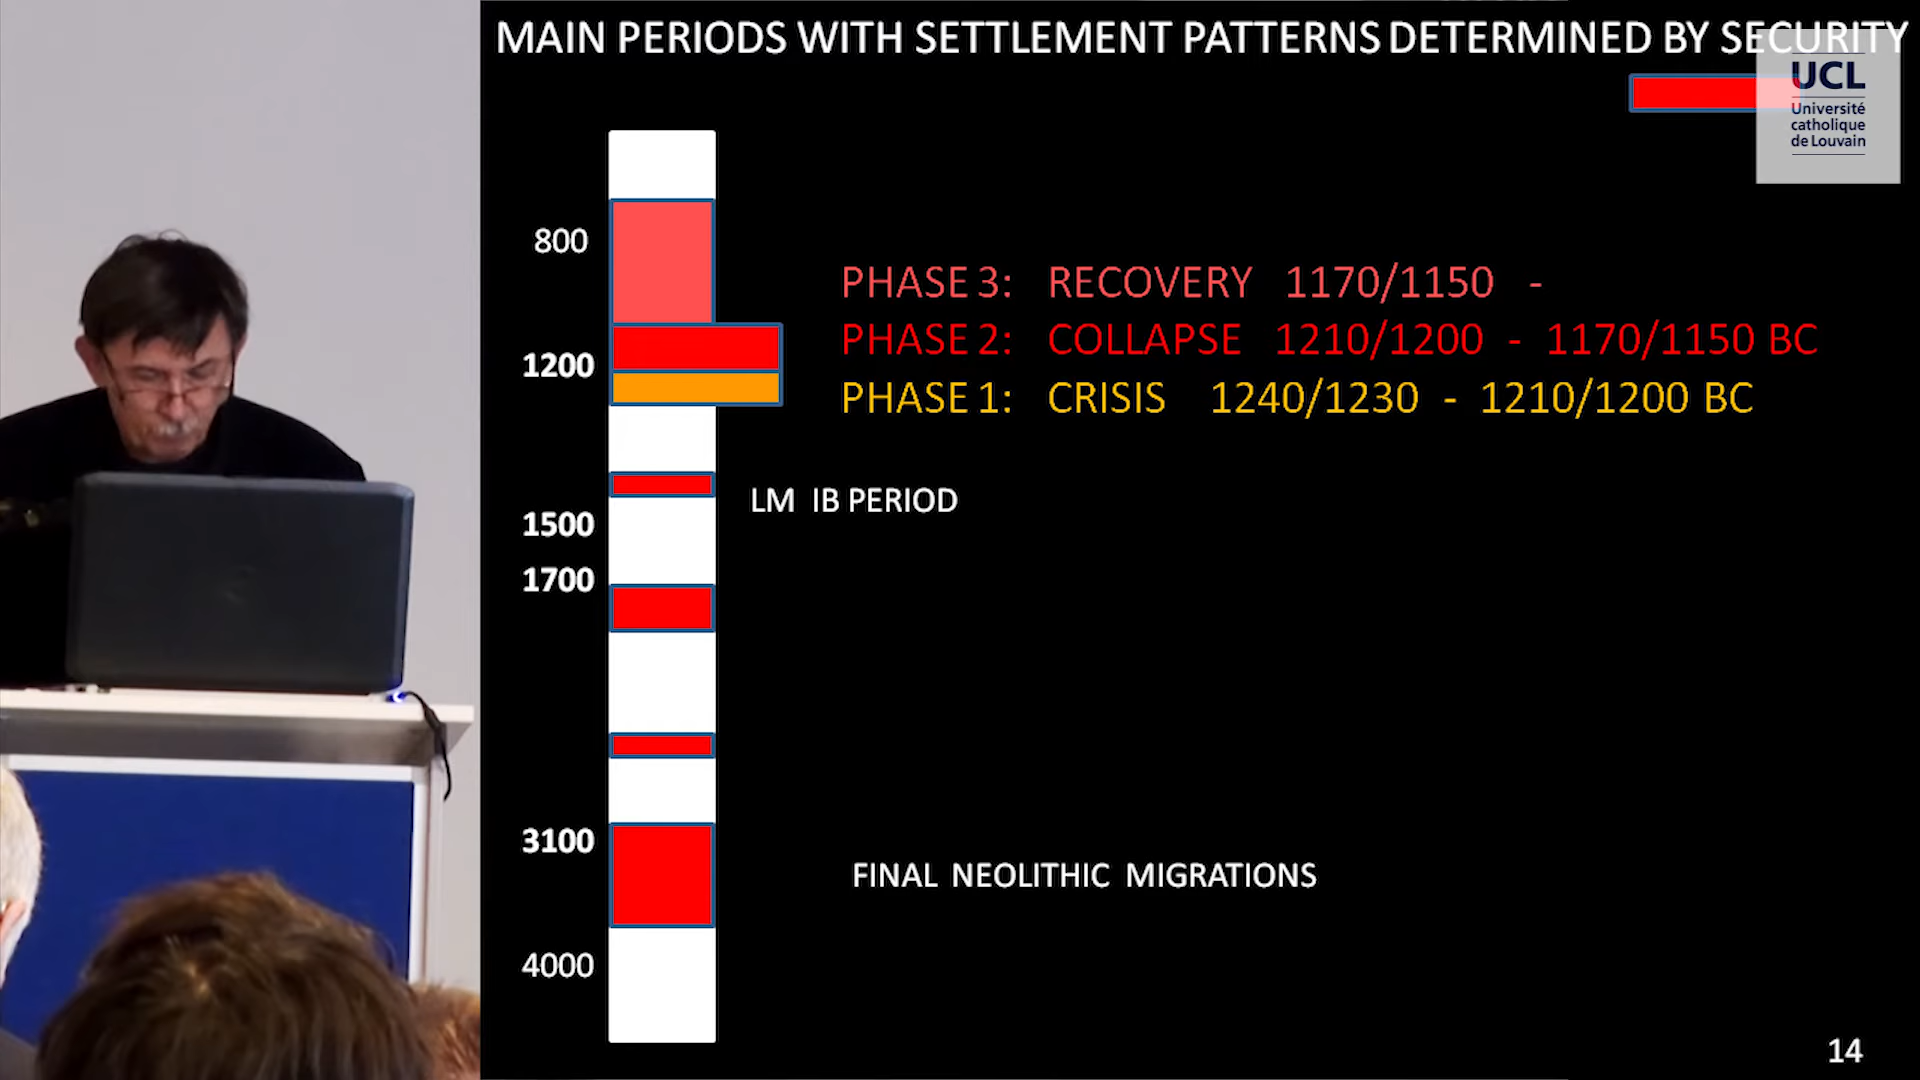 MAIN PERIODS WITH SETTLEMENT PATTERNS DETERMINED BY SECURITY
UCL
Université
catholique
de Louvain
800
PHASE 3: RECOVERY 1170/1150 -
PHASE 2: COLLAPSE 1210/1200 - 1170/1150 BC
1200
PHASE 1: CRISIS 1240/1230 - 1210/1200 BC
LM IB PERIOD
1500
1700
3100
FINAL NEOLITHIC MIGRATIONS
4000
14